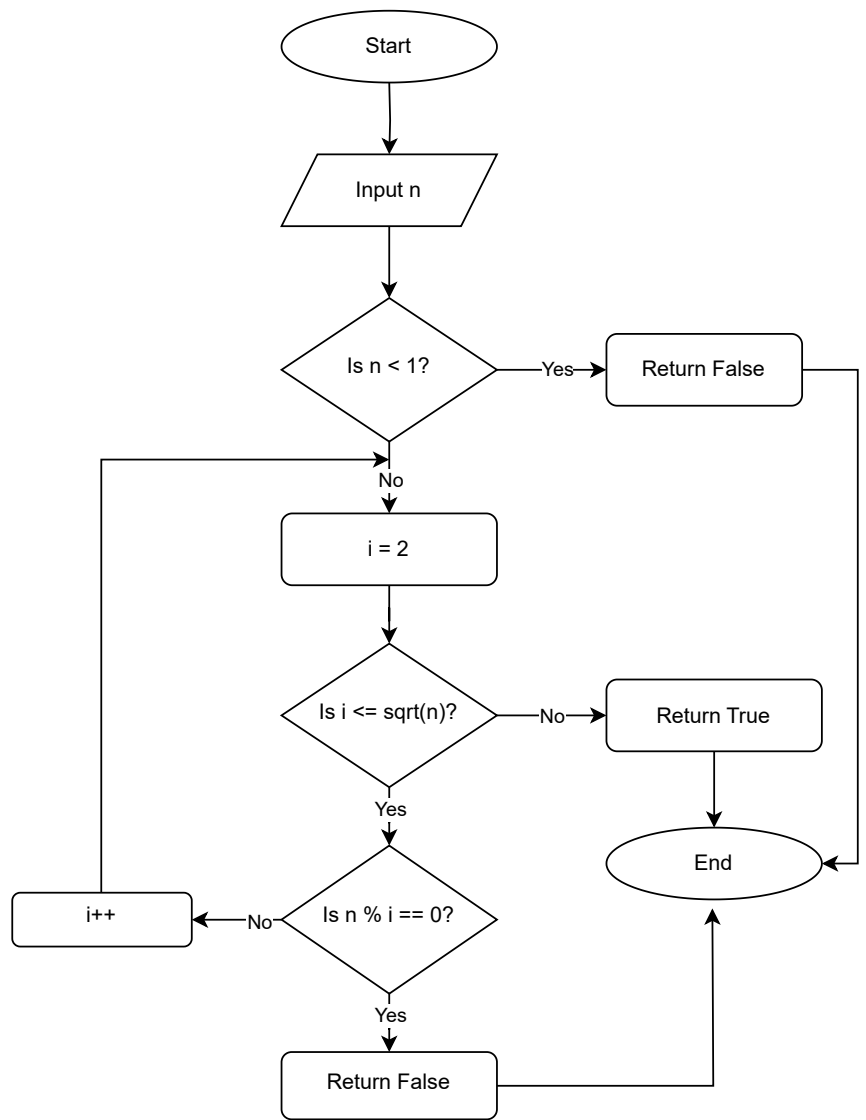 Start
Input n
Is n < 1?
Yes
Return False
No
i = 2
Is i <= sqrt(n)?
No
Return True
Yes
End
Is n % i == 0?
No
i++
Yes
Return False